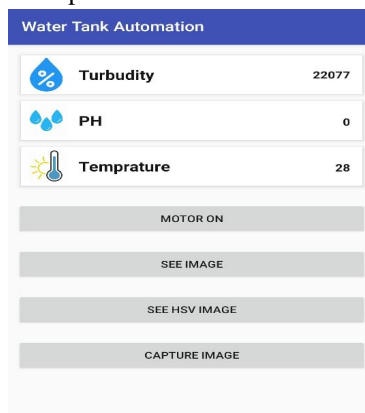 Water Tank Automation
Turbudity 22077
PH 0
Temprature 28
MOTOR ON
SEE IMAGE
SEE HSV IMAGE
CAPTURE IMAGE